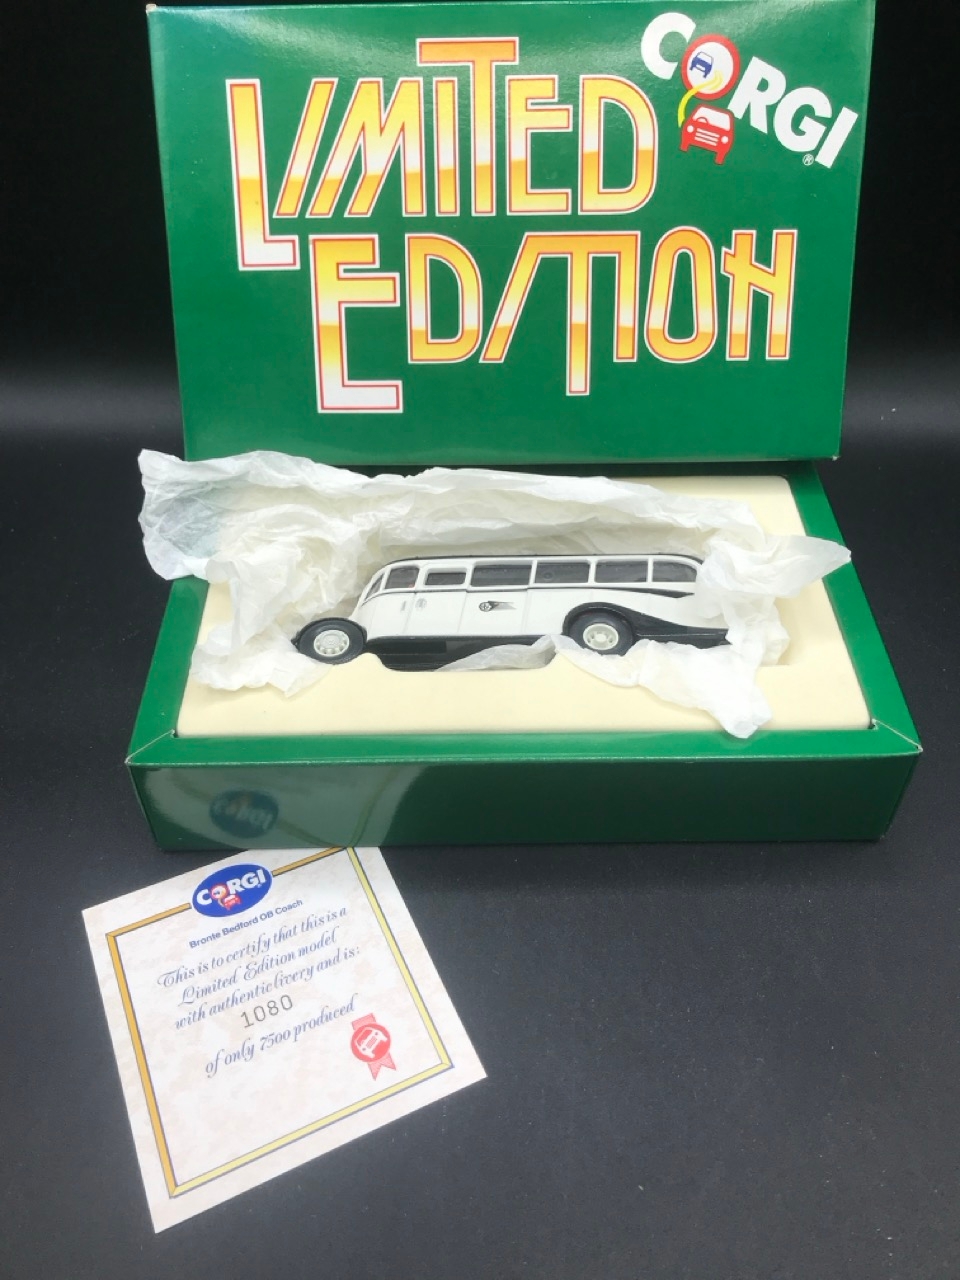 CORGI
®
LIMITED
EDITION
CORGI
CORGI
Bronte Bedford OB Coach
This is to certify that this is a
Limited Edition model
with authentic livery and is:
1080
of only 7500 produced